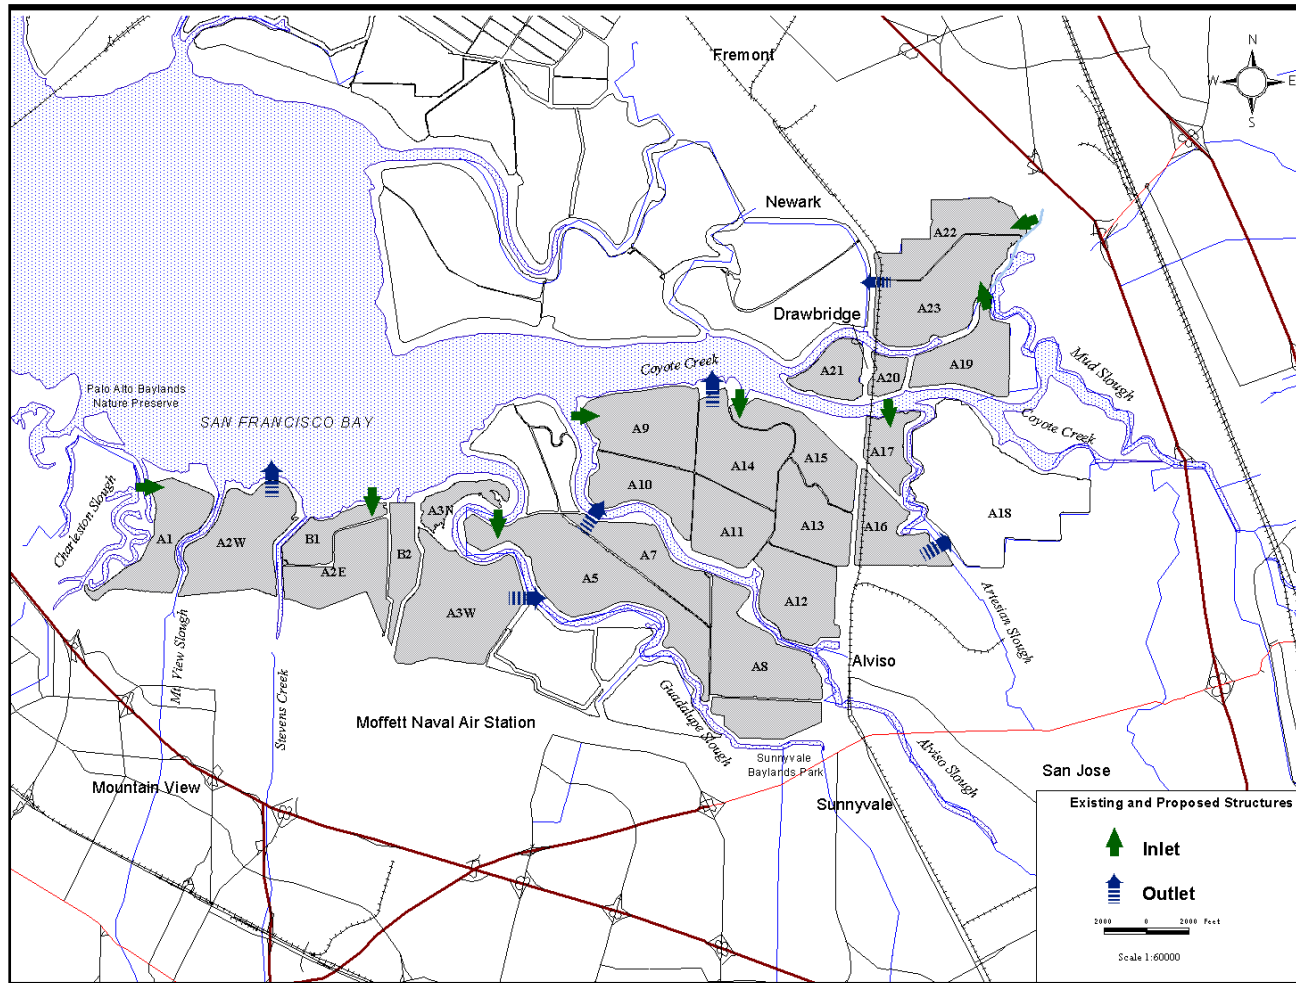 Fremont
N
W
E
S
Newark
A22
A23
Drawbridge
Mud Slough
Coyote Creek
A21
A20
A19
Palo Alto Baylands
Nature Preserve
SAN FRANCISCO BAY
Coyote Creek
A9
A14
A15
A17
A18
Charleston Slough
A1
A2W
B1
A2E
B2
A3N
A10
A11
A13
A16
A7
A5
A3W
A12
A8
Artesian Slough
Mt. View Slough
Stevens Creek
Alviso
Guadalupe Slough
Moffett Naval Air Station
Sunnyvale
Baylands Park
Alviso Slough
San Jose
Mountain View
Sunnyvale
Existing and Proposed Structures
Inlet
Outlet
2000 0 2000 Feet
Scale 1:60000